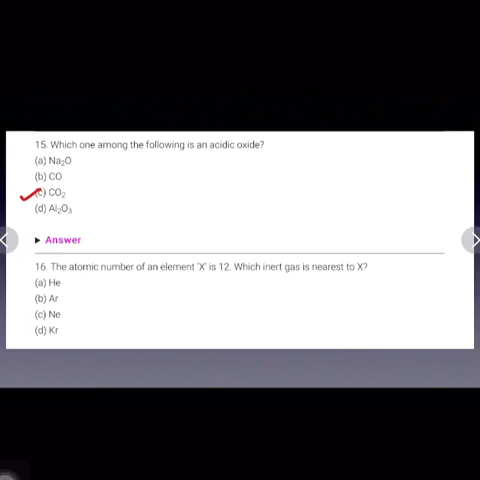 15. Which one among the following is an acidic oxide?
(a) Na₂O
(b) CO
(c) CO₂
(d) Al₂O₃
▶ Answer
16. The atomic number of an element 'X' is 12. Which inert gas is nearest to X?
(a) He
(b) Ar
(c) Ne
(d) Kr